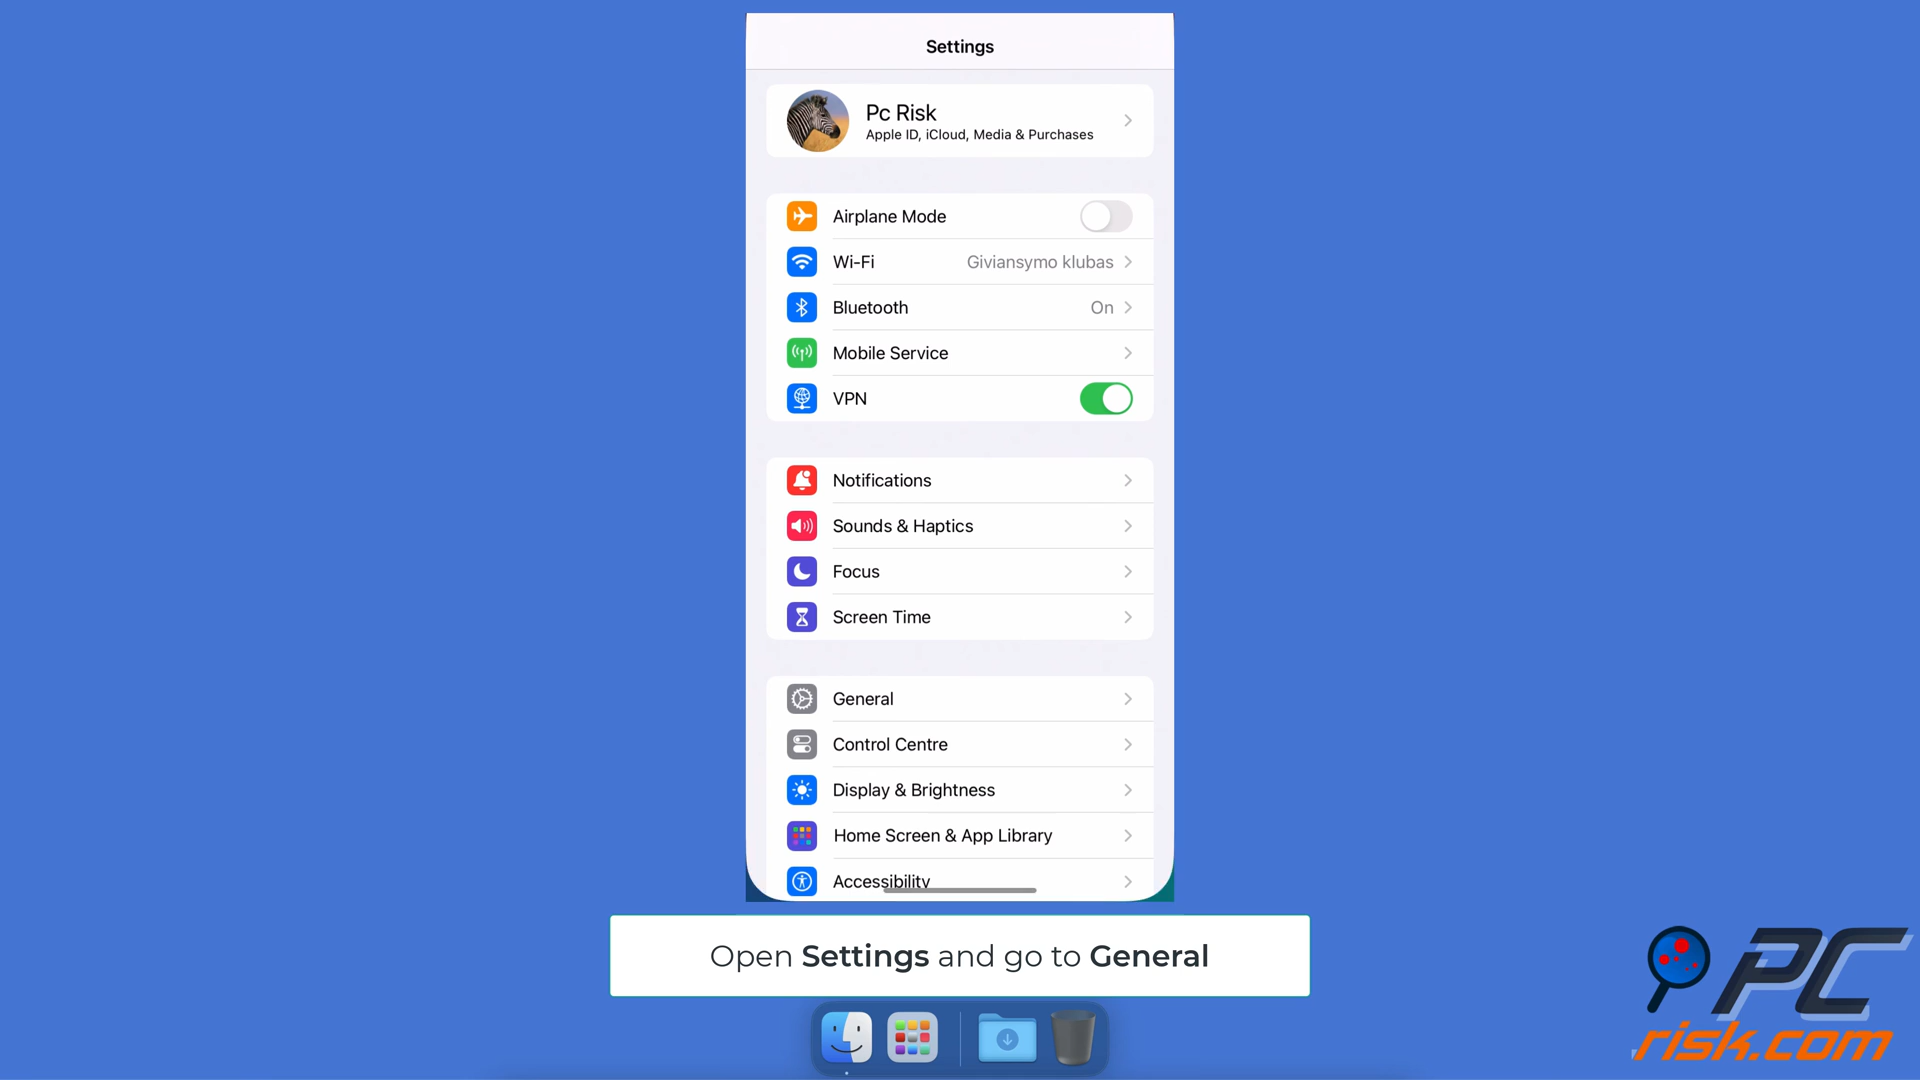 Settings
Pc Risk
Apple ID, iCloud, Media & Purchases
Airplane Mode
Wi-Fi Giviansymo klubas
Bluetooth On
Mobile Service
VPN
Notifications
Sounds & Haptics
Focus
Screen Time
General
Control Centre
Display & Brightness
Home Screen & App Library
Accessibility
Open Settings and go to General
PC
risk.com